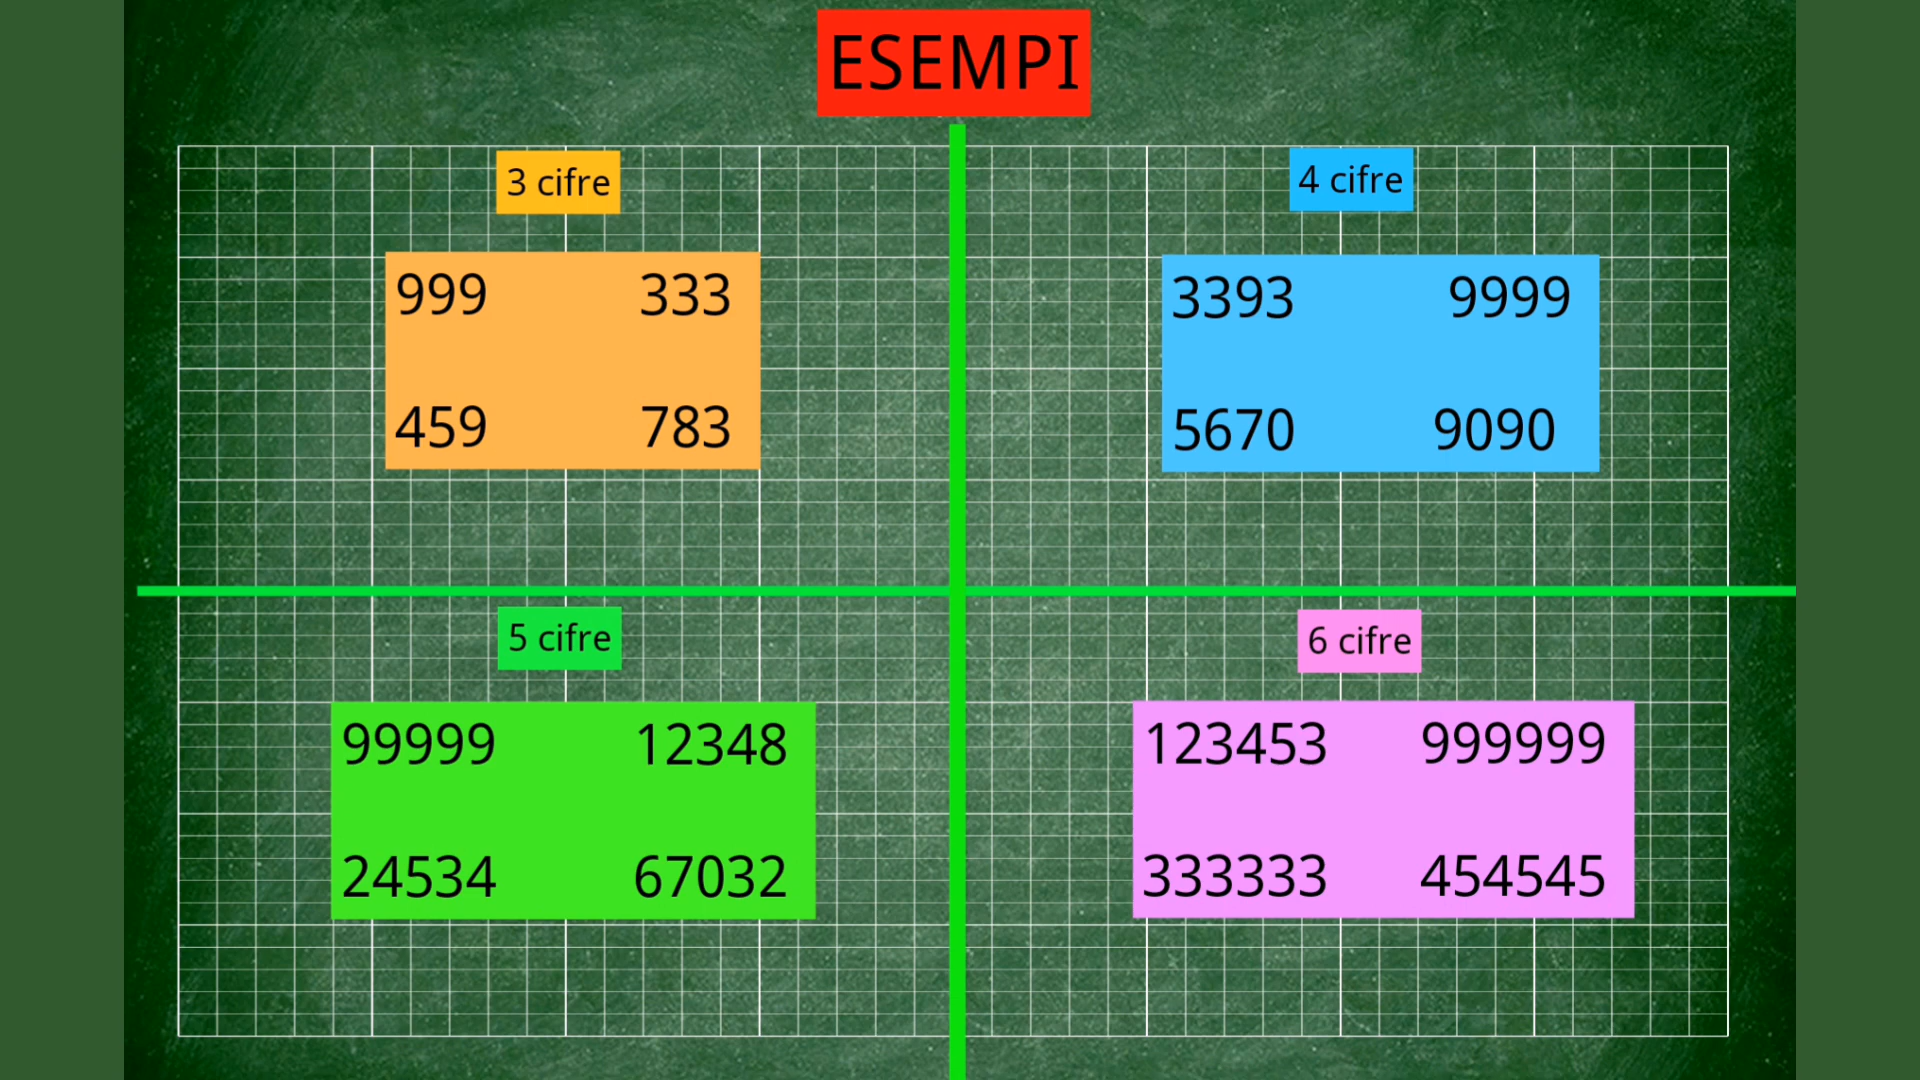 ESEMPI
3 cifre
999 333
459 783
4 cifre
3393 9999
5670 9090
5 cifre
99999 12348
24534 67032
6 cifre
123453 999999
333333 454545